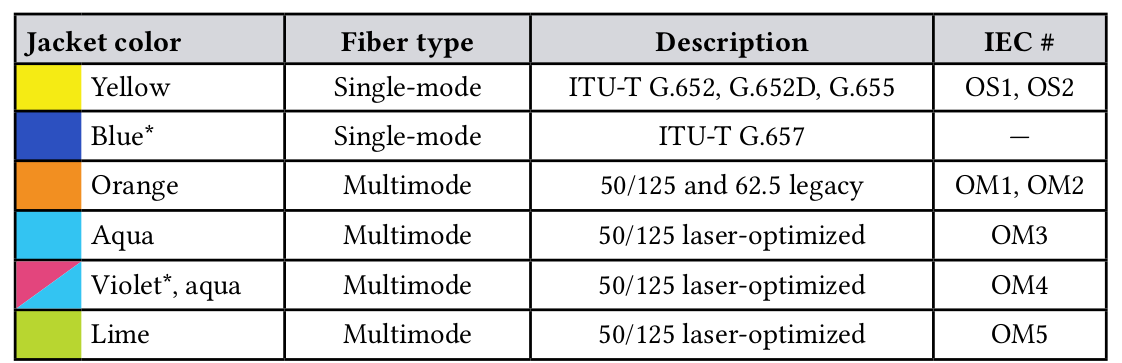 Jacket color Fiber type Description IEC #
Yellow Single-mode ITU-T G.652, G.652D, G.655 OS1, OS2
Blue* Single-mode ITU-T G.657 —
Orange Multimode 50/125 and 62.5 legacy OM1, OM2
Aqua Multimode 50/125 laser-optimized OM3
Violet*, aqua Multimode 50/125 laser-optimized OM4
Lime Multimode 50/125 laser-optimized OM5